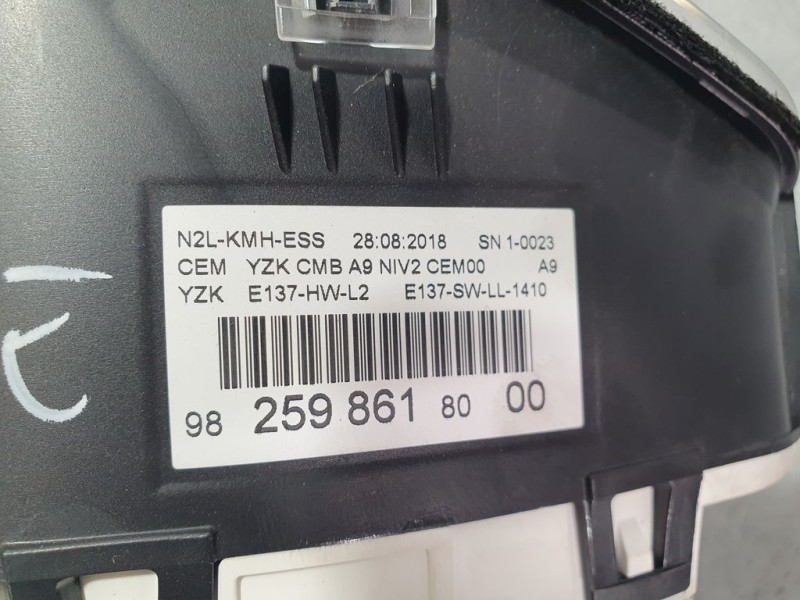 N2L-KMH-ESS 28:08:2018 SN 1-0023
CEM YZK CMB A9 NIV2 CEM00 A9
YZK E137-HW-L2 E137-SW-LL-1410
98 259 861 80 00